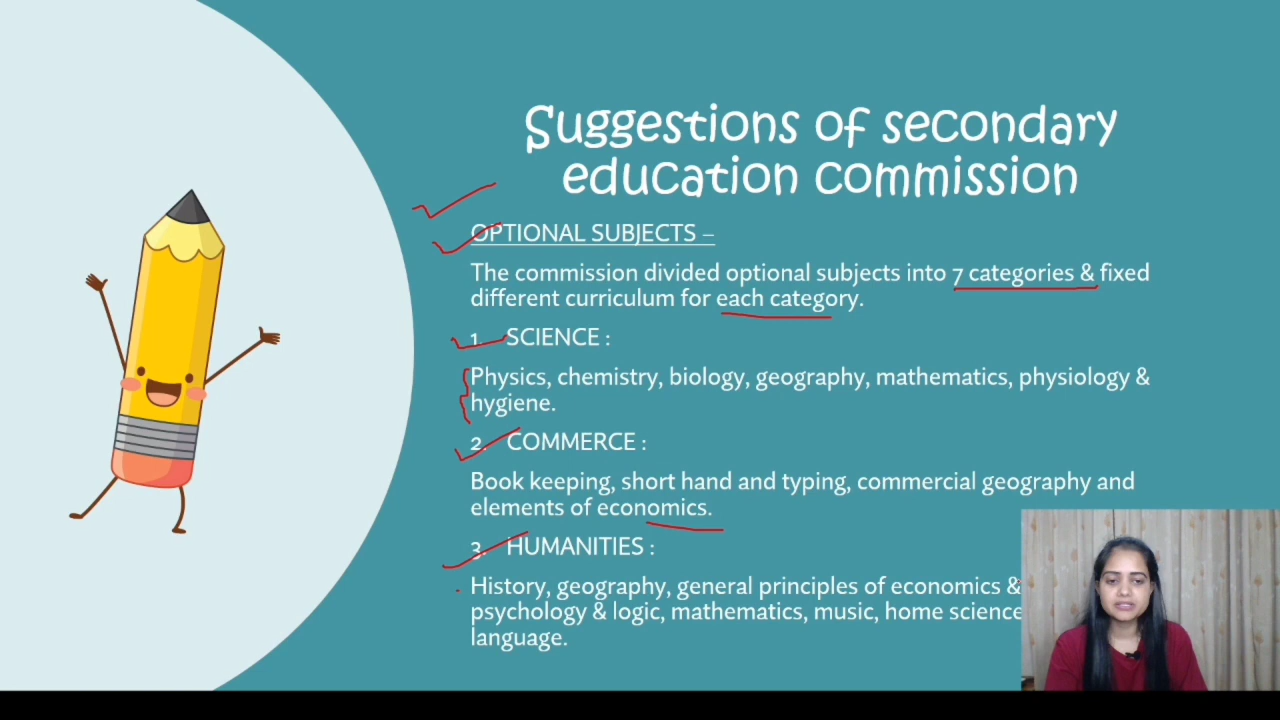 Suggestions of secondary
education commission
OPTIONAL SUBJECTS –
The commission divided optional subjects into 7 categories & fixed
different curriculum for each category.
1. SCIENCE :
Physics, chemistry, biology, geography, mathematics, physiology &
hygiene.
2. COMMERCE :
Book keeping, short hand and typing, commercial geography and
elements of economics.
3. HUMANITIES :
History, geography, general principles of economics &
psychology & logic, mathematics, music, home science
language.